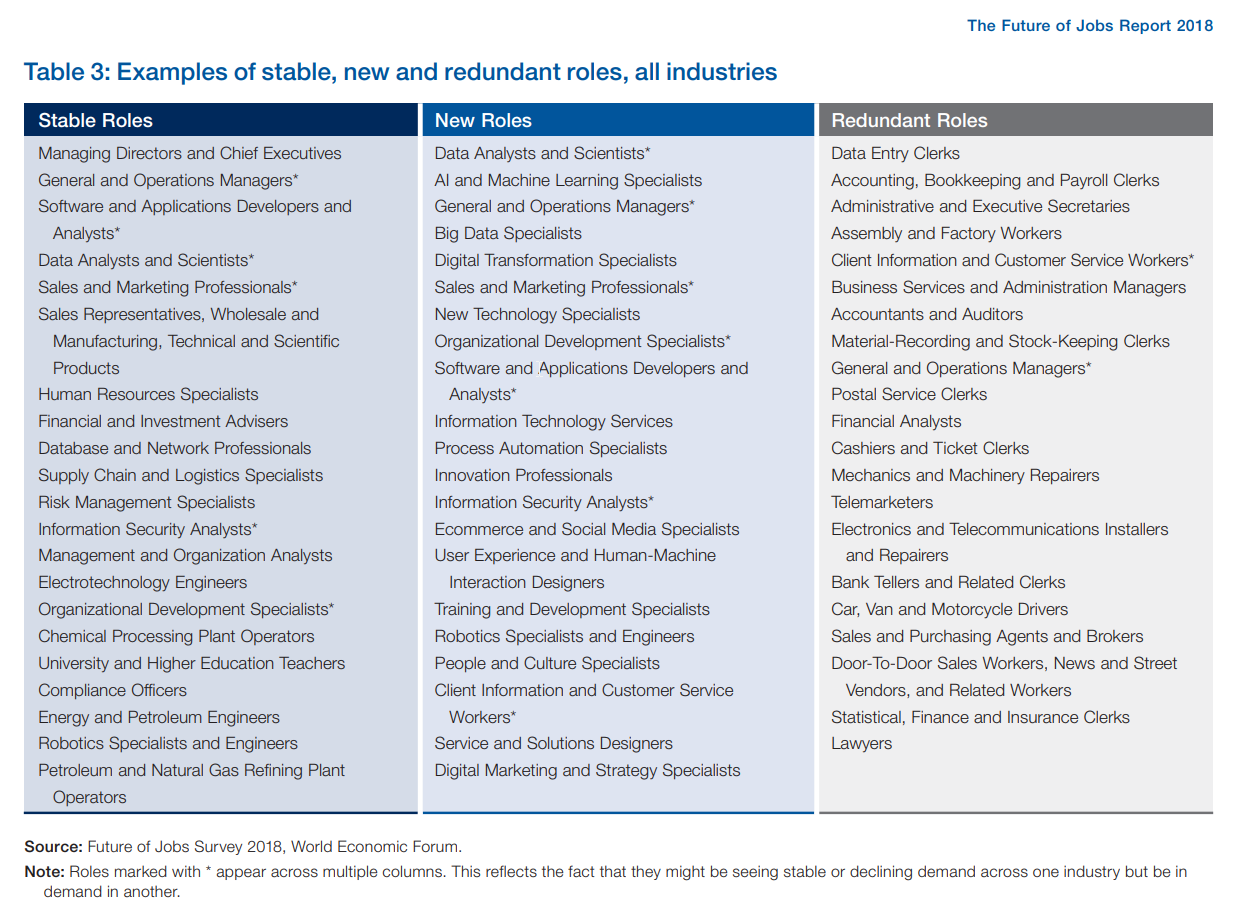 The Future of Jobs Report 2018
Table 3: Examples of stable, new and redundant roles, all industries
Stable Roles
Managing Directors and Chief Executives
General and Operations Managers*
Software and Applications Developers and
Analysts*
Data Analysts and Scientists*
Sales and Marketing Professionals*
Sales Representatives, Wholesale and
Manufacturing, Technical and Scientific
Products
Human Resources Specialists
Financial and Investment Advisers
Database and Network Professionals
Supply Chain and Logistics Specialists
Risk Management Specialists
Information Security Analysts*
Management and Organization Analysts
Electrotechnology Engineers
Organizational Development Specialists*
Chemical Processing Plant Operators
University and Higher Education Teachers
Compliance Officers
Energy and Petroleum Engineers
Robotics Specialists and Engineers
Petroleum and Natural Gas Refining Plant
Operators
New Roles
Data Analysts and Scientists*
AI and Machine Learning Specialists
General and Operations Managers*
Big Data Specialists
Digital Transformation Specialists
Sales and Marketing Professionals*
New Technology Specialists
Organizational Development Specialists*
Software and Applications Developers and
Analysts*
Information Technology Services
Process Automation Specialists
Innovation Professionals
Information Security Analysts*
Ecommerce and Social Media Specialists
User Experience and Human-Machine
Interaction Designers
Training and Development Specialists
Robotics Specialists and Engineers
People and Culture Specialists
Client Information and Customer Service
Workers*
Service and Solutions Designers
Digital Marketing and Strategy Specialists
Redundant Roles
Data Entry Clerks
Accounting, Bookkeeping and Payroll Clerks
Administrative and Executive Secretaries
Assembly and Factory Workers
Client Information and Customer Service Workers*
Business Services and Administration Managers
Accountants and Auditors
Material-Recording and Stock-Keeping Clerks
General and Operations Managers*
Postal Service Clerks
Financial Analysts
Cashiers and Ticket Clerks
Mechanics and Machinery Repairers
Telemarketers
Electronics and Telecommunications Installers
and Repairers
Bank Tellers and Related Clerks
Car, Van and Motorcycle Drivers
Sales and Purchasing Agents and Brokers
Door-To-Door Sales Workers, News and Street
Vendors, and Related Workers
Statistical, Finance and Insurance Clerks
Lawyers
Source: Future of Jobs Survey 2018, World Economic Forum.
Note: Roles marked with * appear across multiple columns. This reflects the fact that they might be seeing stable or declining demand across one industry but be in
demand in another.